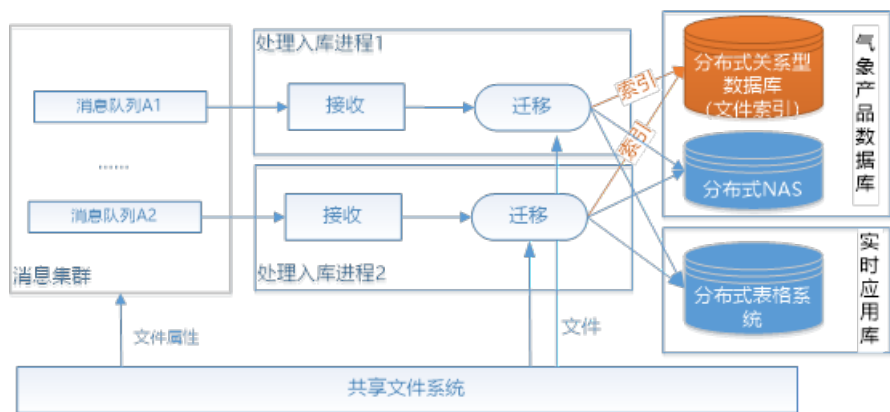 处理入库进程1
消息队列A1
接收
迁移
索引
分布式关系型
数据库
(文件索引)
气象产品数据库
......
索引
分布式NAS
消息队列A2
接收
迁移
消息集群
处理入库进程2
分布式表格系
统
实时应用库
文件属性
文件
共享文件系统